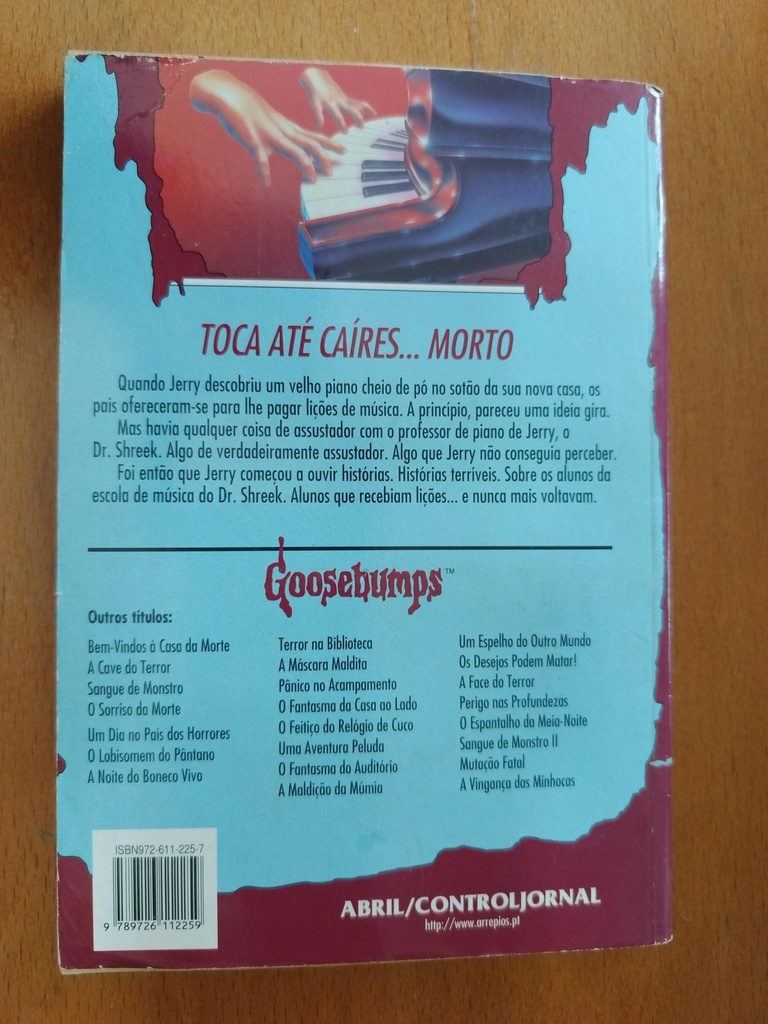 TOCA ATÉ CAÍRES... MORTO
Quando Jerry descobriu um velho piano cheio de pó no sotão da sua nova casa, os
pais ofereceram-se para lhe pagar lições de música. A princípio, pareceu uma ideia gira.
Mas havia qualquer coisa de assustador com o professor de piano de Jerry, o
Dr. Shreek. Algo de verdadeiramente assustador. Algo que Jerry não conseguia perceber.
Foi então que Jerry começou a ouvir histórias. Histórias terríveis. Sobre os alunos da
escola de música do Dr. Shreek. Alunos que recebiam lições... e nunca mais voltavam.
Goosebumps™
Outros títulos:
Bem-Vindos à Casa da Morte
A Cave do Terror
Sangue de Monstro
O Sorriso da Morte
Um Dia no País dos Horrores
O Lobisomem do Pântano
A Noite do Boneco Vivo
Terror na Biblioteca
A Máscara Maldita
Pânico no Acampamento
O Fantasma da Casa ao Lado
O Feitiço do Relógio de Cuco
Uma Aventura Peluda
O Fantasma do Auditório
A Maldição da Múmia
Um Espelho do Outro Mundo
Os Desejos Podem Matar!
A Face do Terror
Perigo nas Profundezas
O Espantalho da Meia-Noite
Sangue de Monstro II
Mutação Fatal
A Vingança das Minhocas
ISBN972-611-225-7
9 789726 112259
ABRIL/CONTROLJORNAL
http://www.arrepios.pt